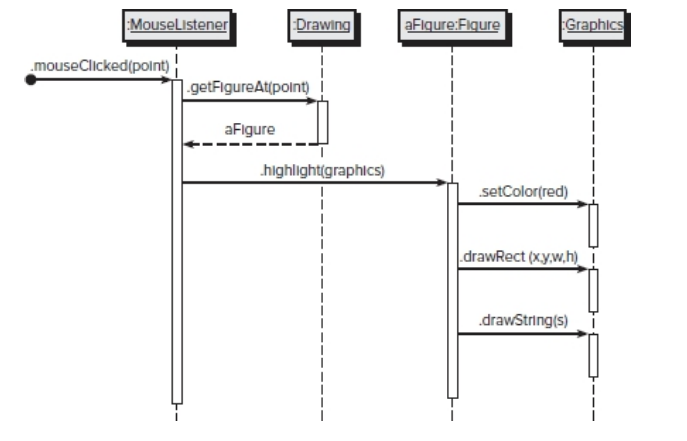 :MouseListener
:Drawing
aFigure:Figure
:Graphics
.mouseClicked(point)
.getFigureAt(point)
aFigure
.highlight(graphics)
.setColor(red)
.drawRect (x,y,w,h)
.drawString(s)